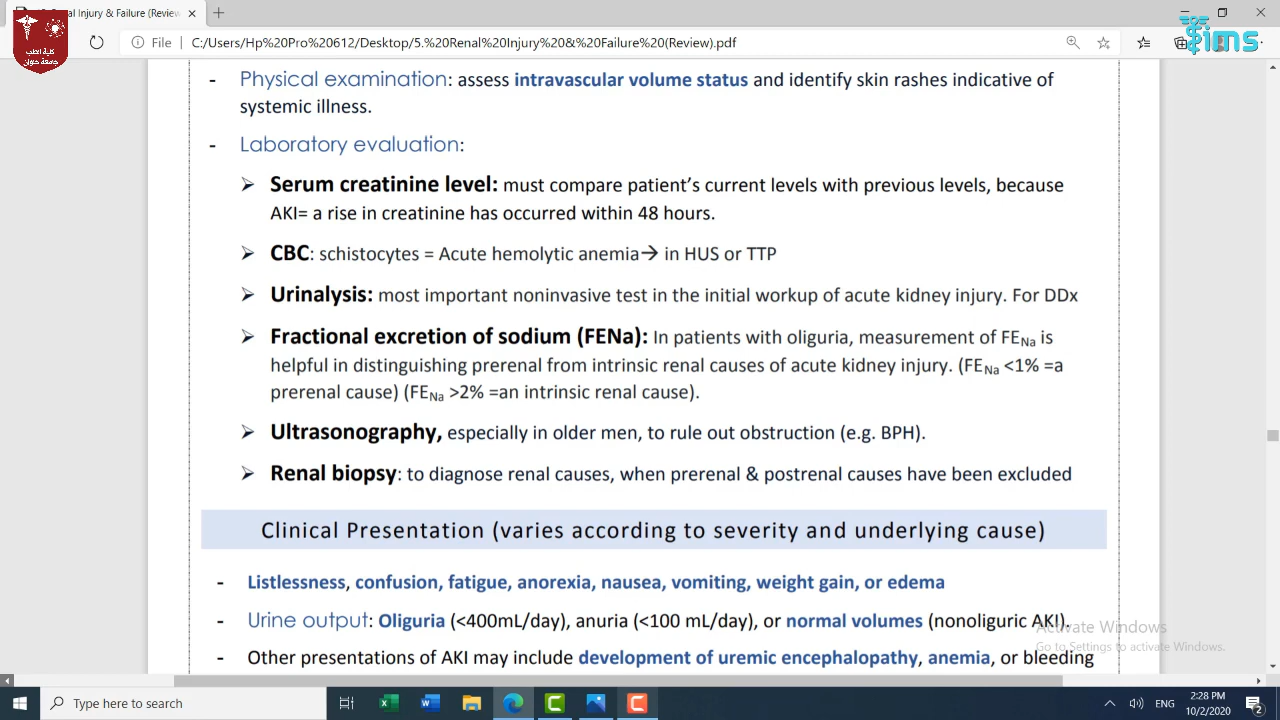 al Injury & Failure (Review
كلية الطب
جامعة حلوان
File C:/Users/Hp%20Pro%20612/Desktop/5.%20Renal%20Injury%20&%20Failure%20(Review).pdf
ims
- Physical examination: assess intravascular volume status and identify skin rashes indicative of
systemic illness.
- Laboratory evaluation:
➢ Serum creatinine level: must compare patient’s current levels with previous levels, because
AKI= a rise in creatinine has occurred within 48 hours.
➢ CBC: schistocytes = Acute hemolytic anemia→ in HUS or TTP
➢ Urinalysis: most important noninvasive test in the initial workup of acute kidney injury. For DDx
➢ Fractional excretion of sodium (FENa): In patients with oliguria, measurement of FENa is
helpful in distinguishing prerenal from intrinsic renal causes of acute kidney injury. (FENa <1% =a
prerenal cause) (FENa >2% =an intrinsic renal cause).
➢ Ultrasonography, especially in older men, to rule out obstruction (e.g. BPH).
➢ Renal biopsy: to diagnose renal causes, when prerenal & postrenal causes have been excluded
Clinical Presentation (varies according to severity and underlying cause)
- Listlessness, confusion, fatigue, anorexia, nausea, vomiting, weight gain, or edema
- Urine output: Oliguria (<400mL/day), anuria (<100 mL/day), or normal volumes (nonoliguric AKI).
- Other presentations of AKI may include development of uremic encephalopathy, anemia, or bleeding
Activate Windows
Go to Settings to activate Windows.
Type here to search
ENG
2:28 PM
10/2/2020
2